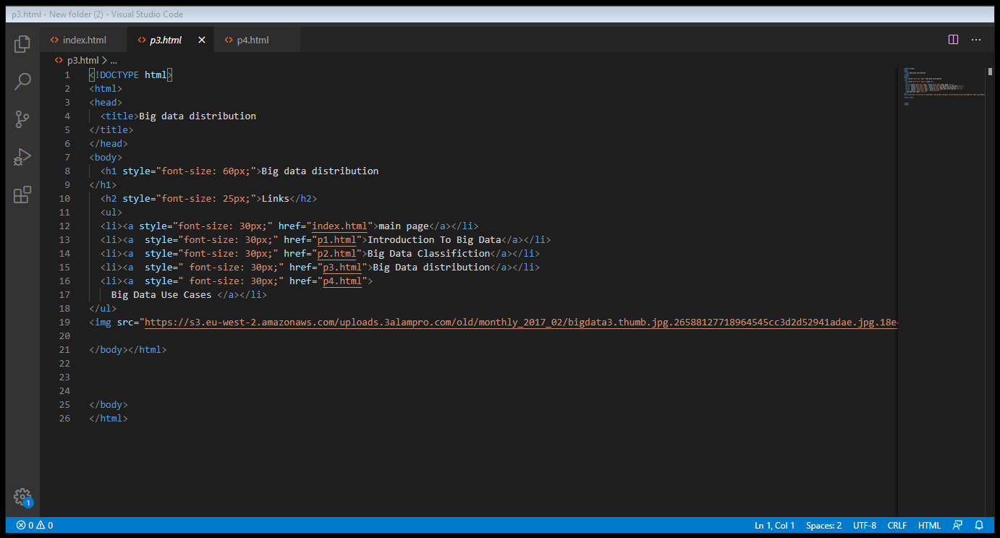 p3.html - New folder (2) - Visual Studio Code
index.html p3.html p4.html
p3.html > ...
1 <!DOCTYPE html>
2 <html>
3 <head>
4 <title>Big data distribution
5 </title>
6 </head>
7 <body>
8 <h1 style="font-size: 60px;">Big data distribution
9 </h1>
10 <h2 style="font-size: 25px;">Links</h2>
11 <ul>
12 <li><a style="font-size: 30px;" href="index.html">main page</a></li>
13 <li><a  style="font-size: 30px;" href="p1.html">Introduction To Big Data</a></li>
14 <li><a  style="font-size: 30px;" href="p2.html">Big Data Classifiction</a></li>
15 <li><a  style=" font-size: 30px;" href="p3.html">Big Data distribution</a></li>
16 <li><a  style=" font-size: 30px;" href="p4.html">
17 Big Data Use Cases </a></li>
18 </ul>
19 <img src="https://s3.eu-west-2.amazonaws.com/uploads.3alampro.com/old/monthly_2017_02/bigdata3.thumb.jpg.26588127718964545cc3d2d52941adae.jpg.18e
20
21 </body></html>
22
23
24
25 </body>
26 </html>
1
0 0 Ln 1, Col 1 Spaces: 2 UTF-8 CRLF HTML